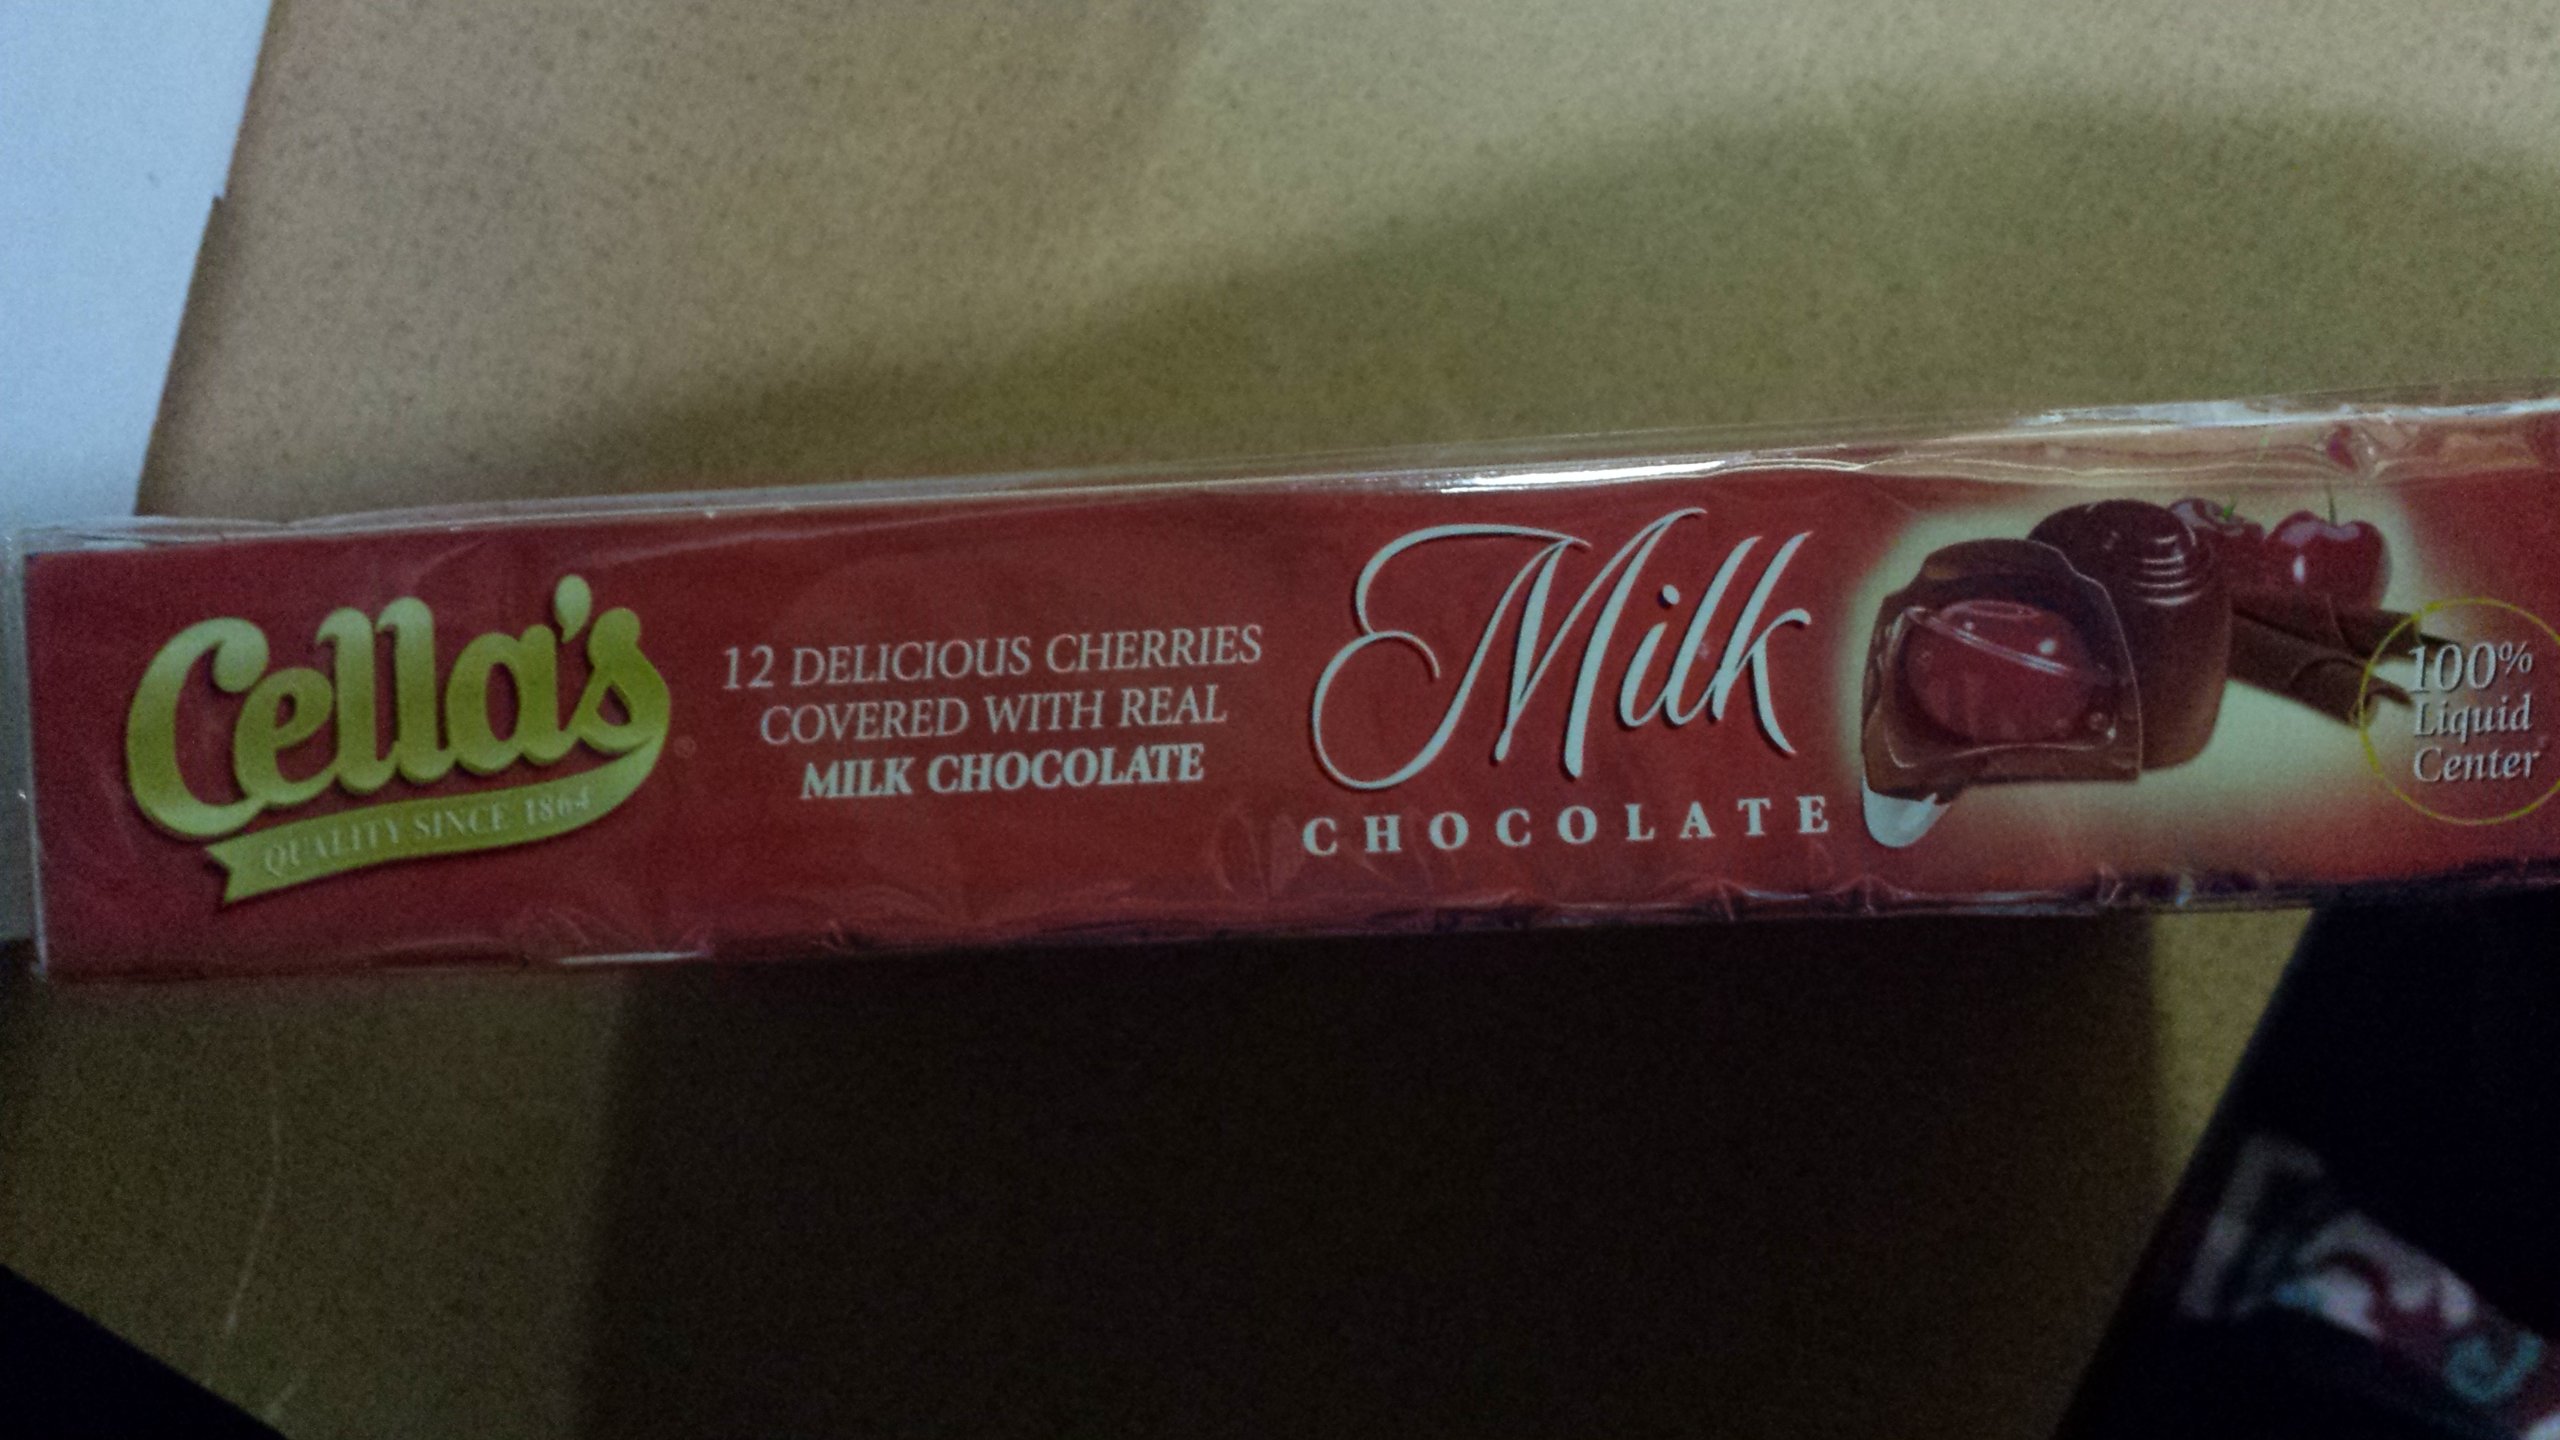 Cella's
QUALITY SINCE 1864
12 DELICIOUS CHERRIES
COVERED WITH REAL
MILK CHOCOLATE
Milk
CHOCOLATE
100%
Liquid
Center